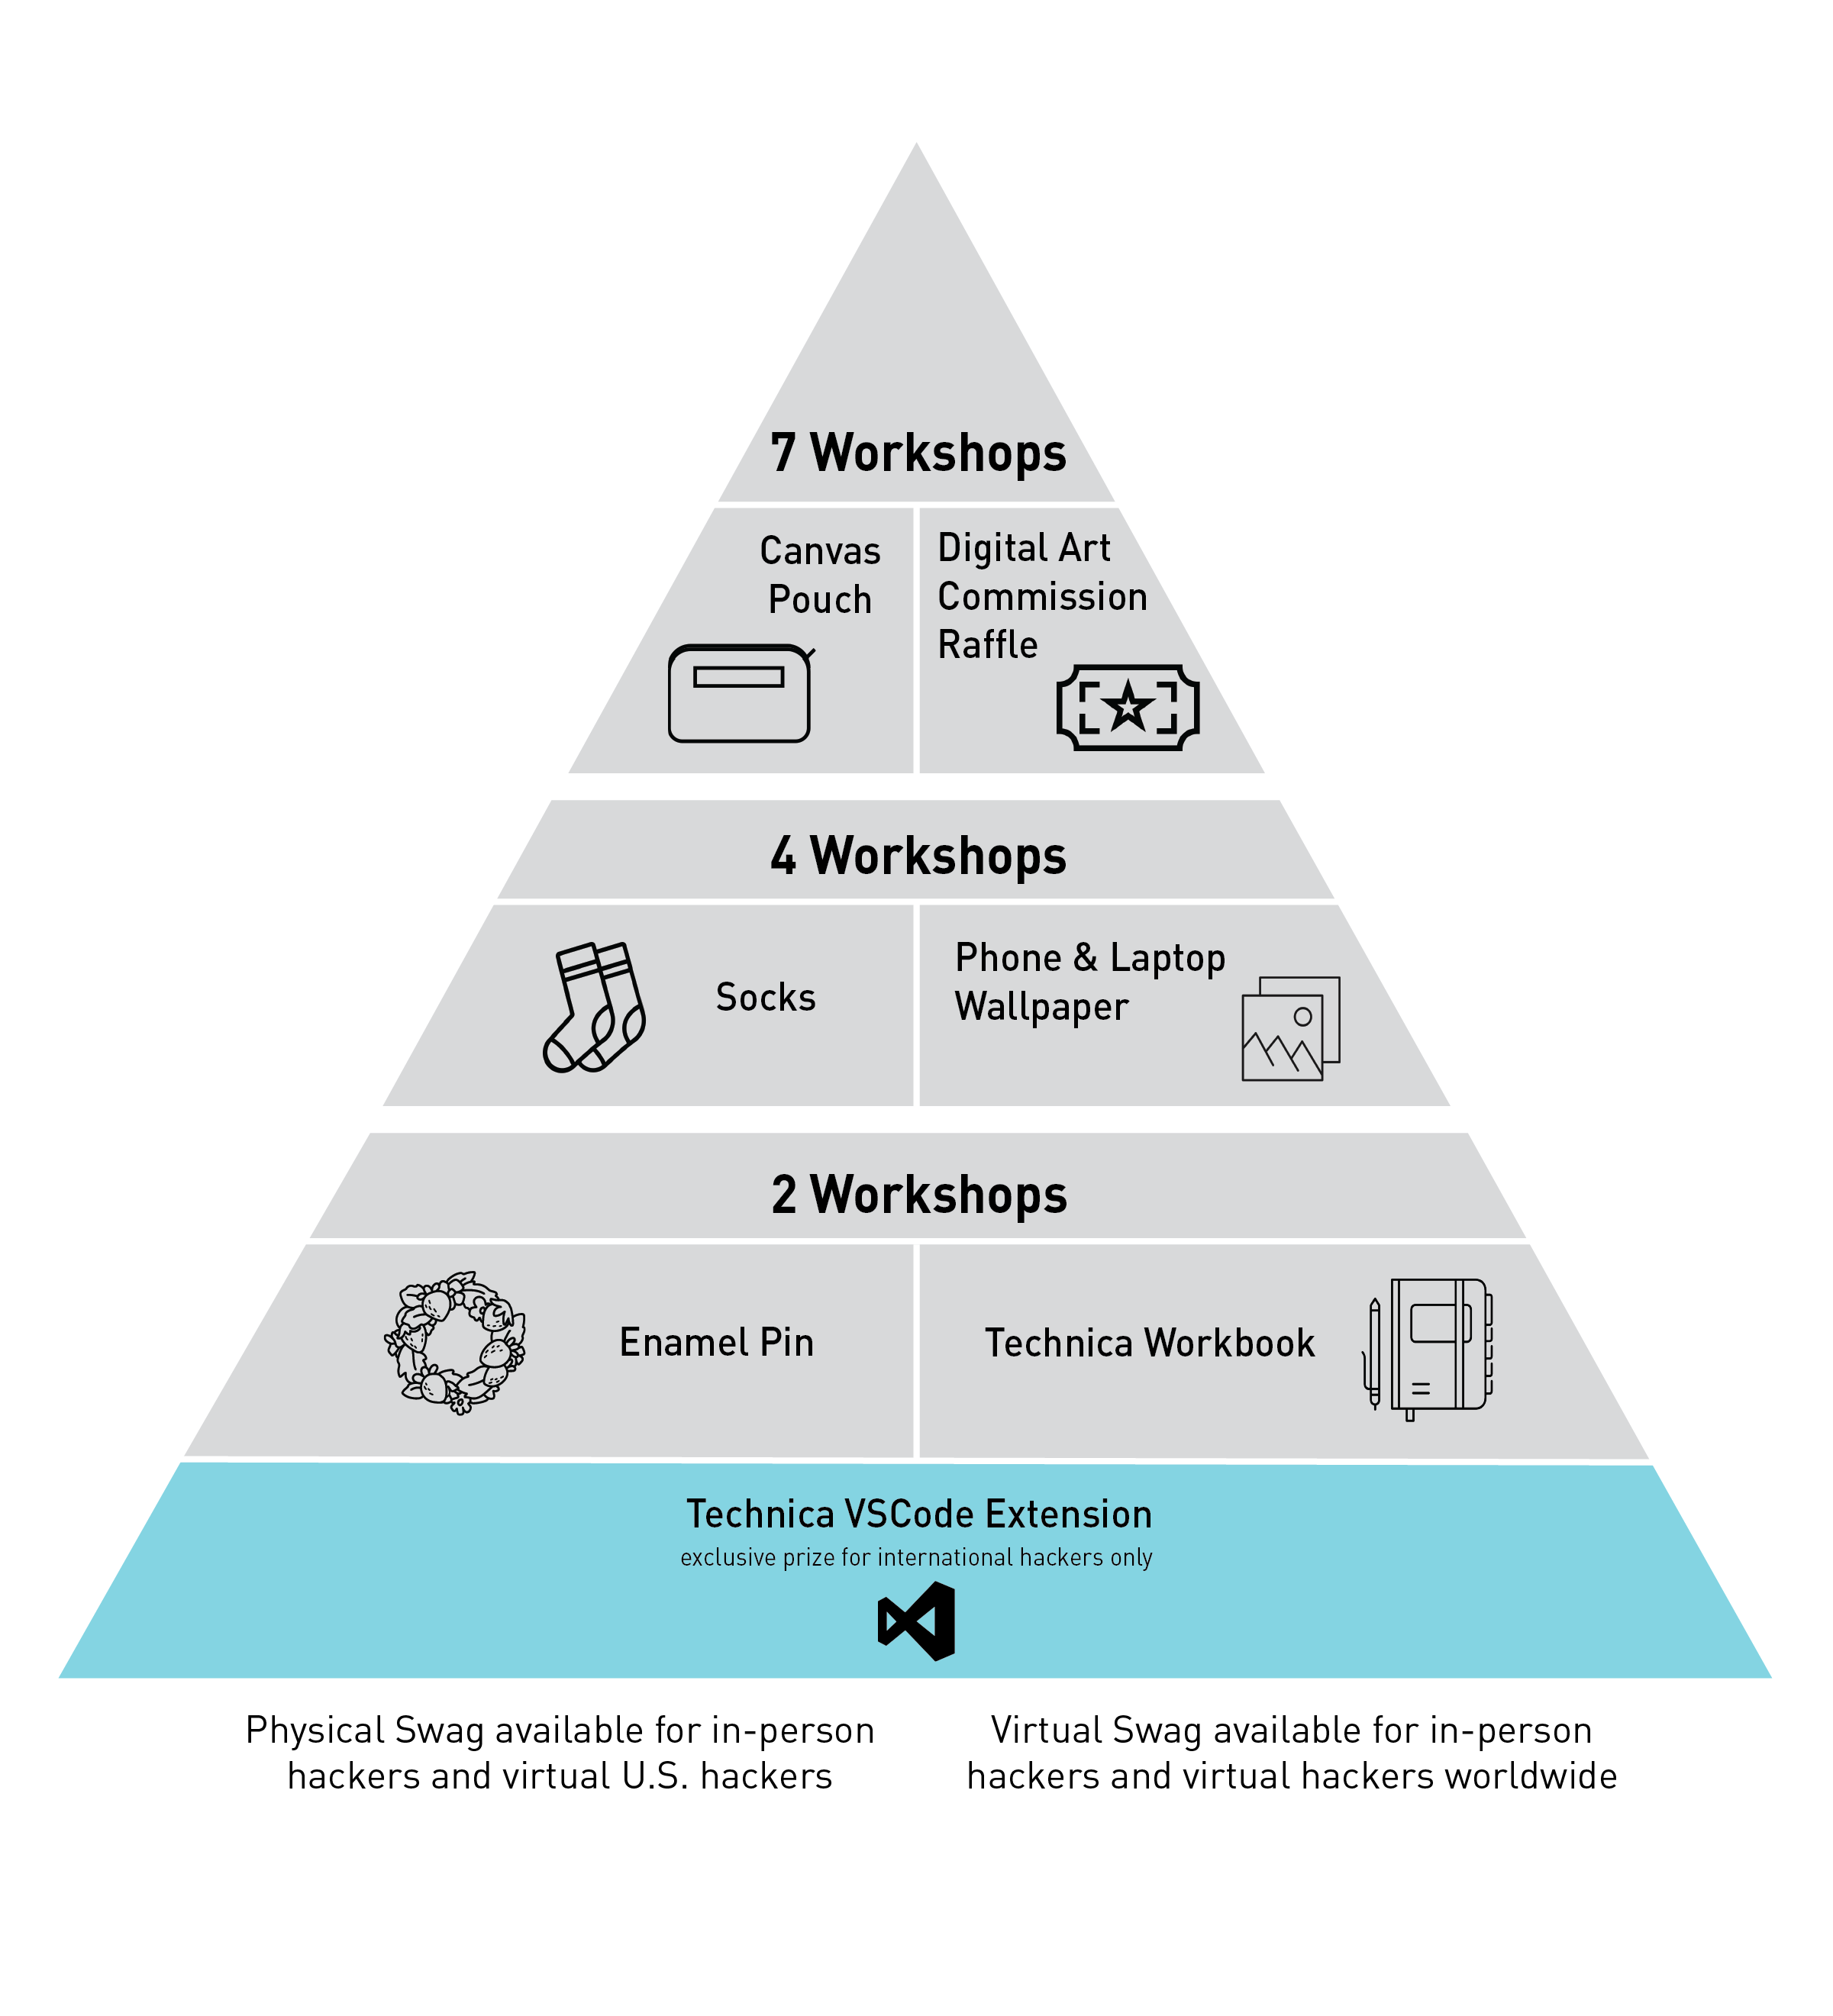 7 Workshops
Canvas
Pouch
Digital Art
Commission
Raffle
4 Workshops
Socks
Phone & Laptop
Wallpaper
2 Workshops
Enamel Pin
Technica Workbook
Technica VSCode Extension
exclusive prize for international hackers only
Physical Swag available for in-person
hackers and virtual U.S. hackers
Virtual Swag available for in-person
hackers and virtual hackers worldwide